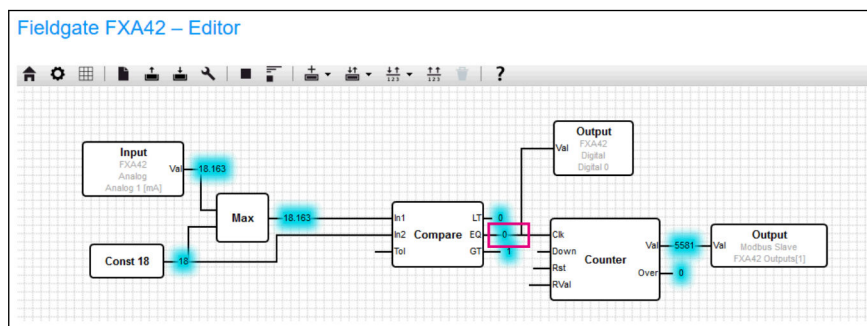 Fieldgate FXA42 – Editor
?
Input
FXA42
Analog
Analog 1 [mA]
Val
18.163
Max
18.163
Const 18
18
In1
In2
Tol
Compare
LT
EQ
GT
0
0
1
Output
FXA42
Digital
Digital 0
Val
Clk
Down
Rst
RVal
Counter
Val
Over
5581
0
Output
Modbus Slave
FXA42 Outputs[1]
Val